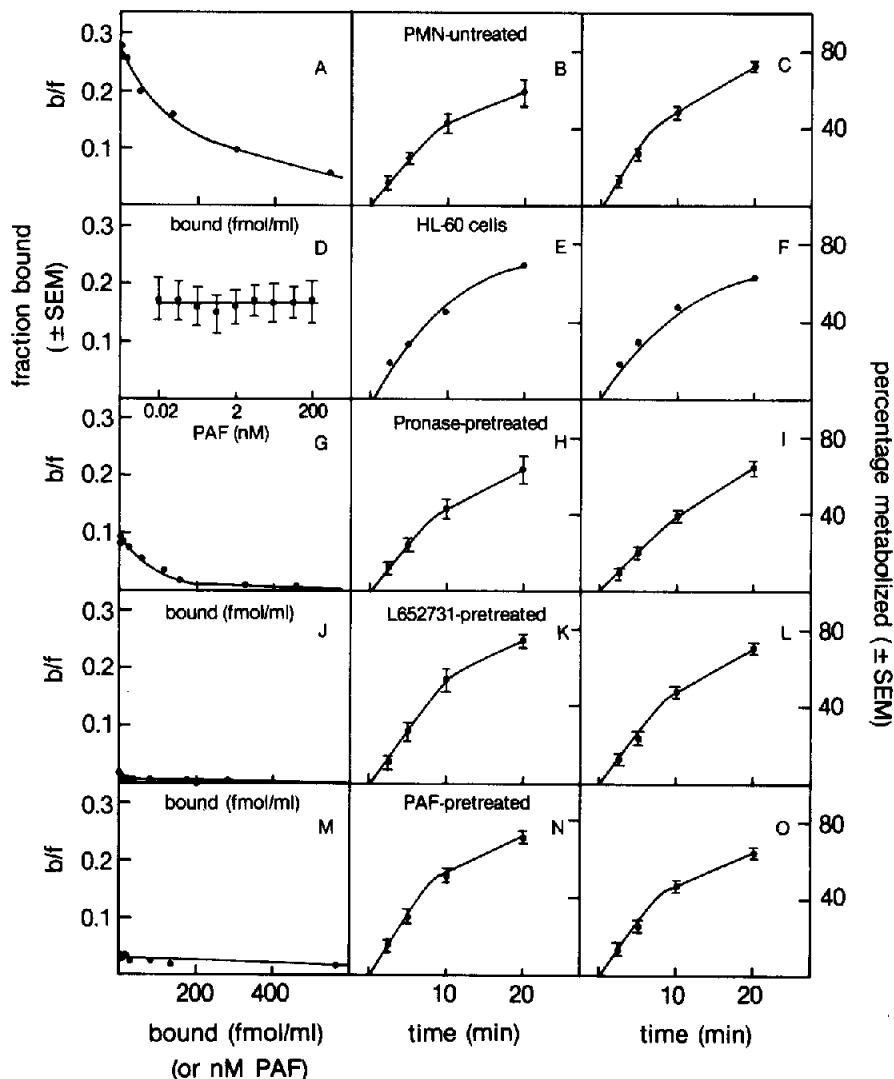 0.3
0.2
0.1
b/f
A
PMN-untreated
B
C
80
40
fraction bound
(± SEM)
bound (fmol/ml)
0.3
0.2
0.1
D
0.02
2
200
PAF (nM)
HL-60 cells
E
F
80
40
b/f
0.3
0.2
0.1
G
Pronase-pretreated
H
I
80
40
percentage metabolized (± SEM)
b/f
0.3
0.2
0.1
bound (fmol/ml)
J
L652731-pretreated
K
L
80
40
b/f
0.3
0.2
0.1
bound (fmol/ml)
M
PAF-pretreated
N
O
80
40
200
400
10
20
10
20
bound (fmol/ml)
(or nM PAF)
time (min)
time (min)